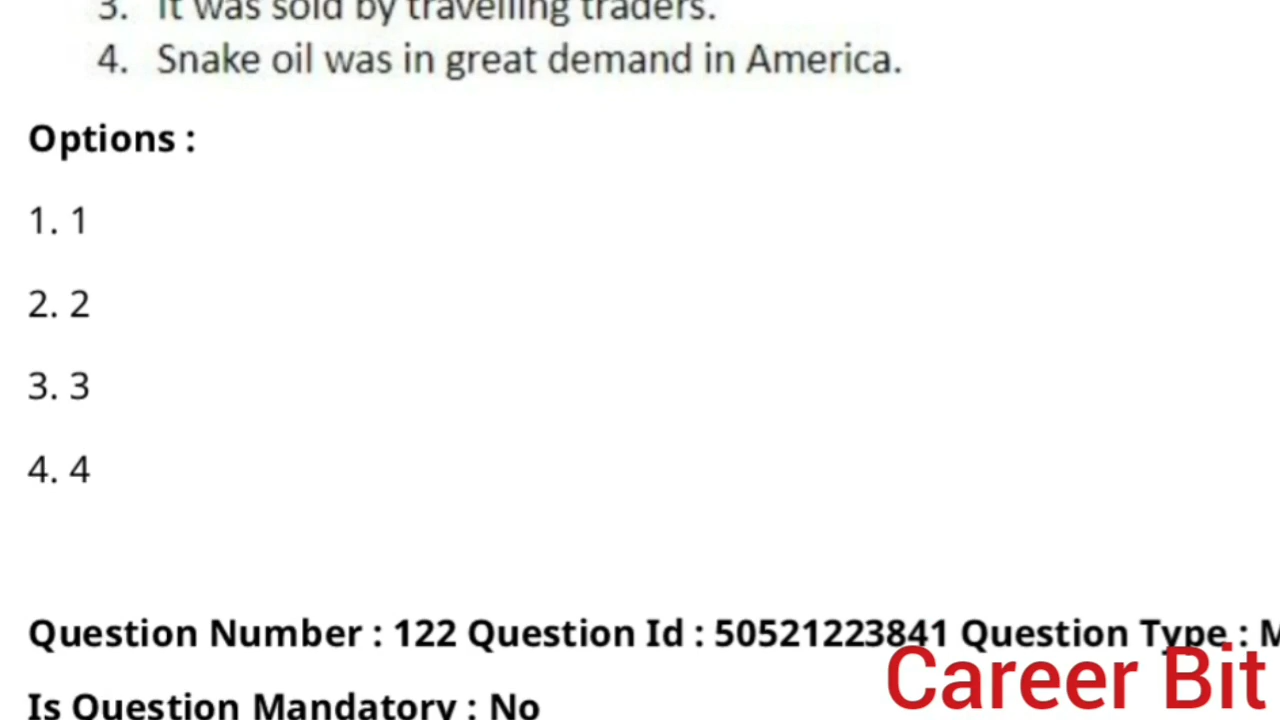 3. It was sold by travelling traders.
4. Snake oil was in great demand in America.
Options :
1. 1
2. 2
3. 3
4. 4
Question Number : 122 Question Id : 50521223841 Question Type : M
Career Bit
Is Question Mandatory : No